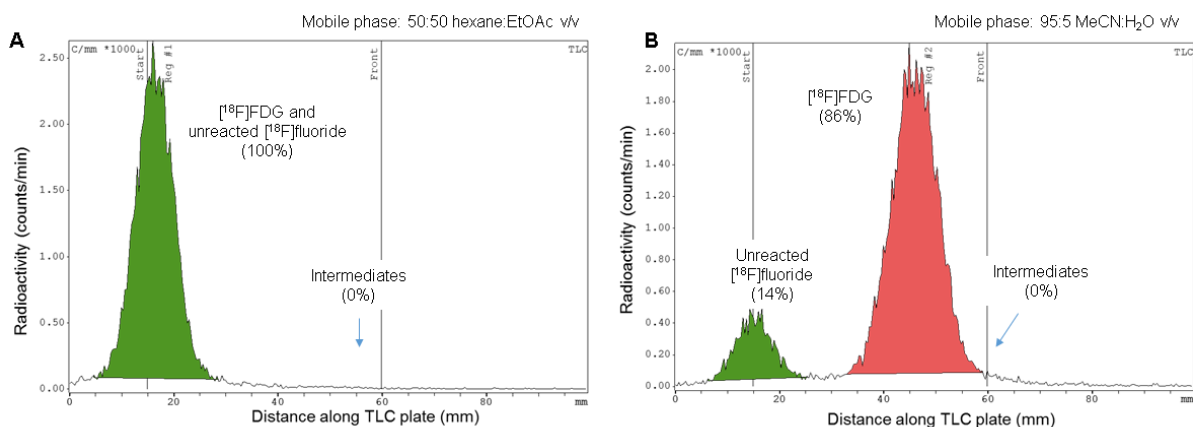 Mobile phase: 50:50 hexane:EtOAc v/v
A
C/mm *1000
TLC
Start
Reg #1
Front
2.50
2.00
1.50
1.00
0.50
0.00
Radioactivity (counts/min)
[¹⁸F]FDG and
unreacted [¹⁸F]fluoride
(100%)
Intermediates
(0%)
0
20
40
60
80
mm
Distance along TLC plate (mm)
Mobile phase: 95:5 MeCN:H₂O v/v
B
C/mm *1000
TLC
Start
Reg #2
Front
2.00
1.80
1.60
1.40
1.20
1.00
0.80
0.60
0.40
0.20
0.00
Radioactivity (counts/min)
[¹⁸F]FDG
(86%)
Unreacted
[¹⁸F]fluoride
(14%)
Intermediates
(0%)
0
20
40
60
80
mm
Distance along TLC plate (mm)